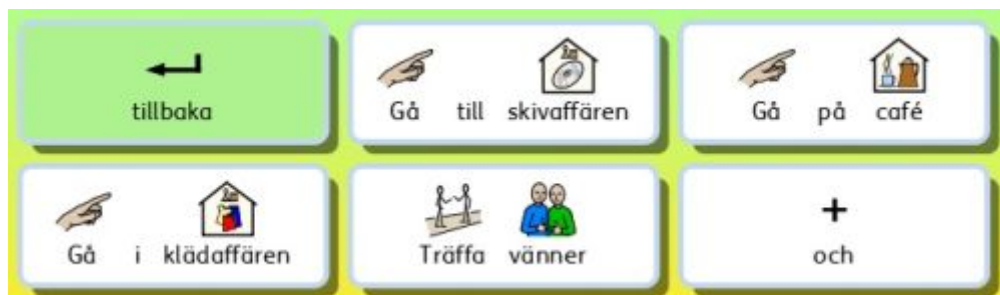 tillbaka
Gå till skivaffären
Gå på café
Gå i klädaffären
Träffa vänner
+
och